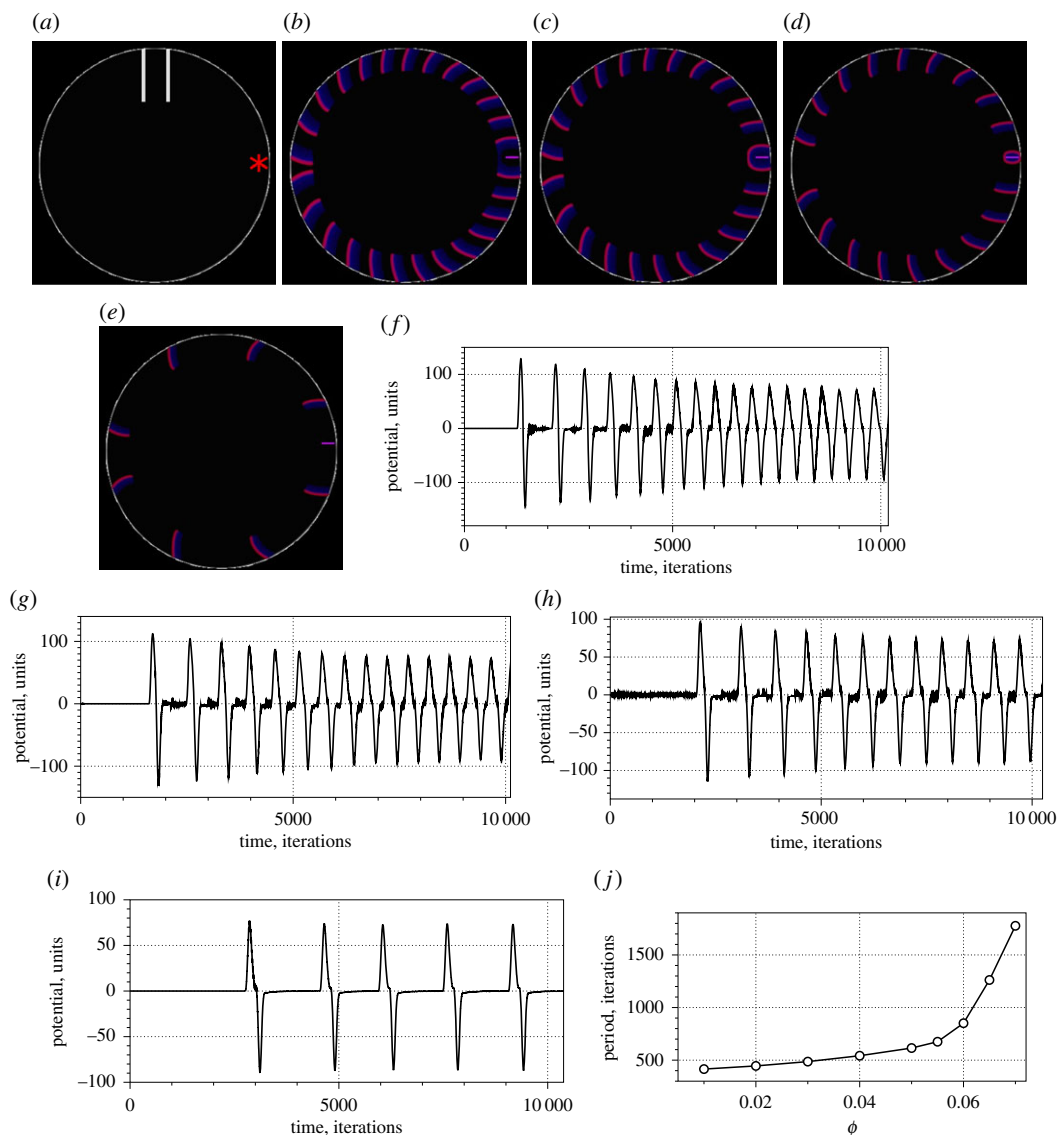 (a)
(b)
(c)
(d)
*
(e)
(f)
100
0
−100
potential, units
0
5000
10 000
time, iterations
(g)
100
0
−100
potential, units
0
5000
10 000
time, iterations
(h)
100
50
0
−50
−100
potential, units
0
5000
10 000
time, iterations
(i)
100
50
0
−50
−100
potential, units
0
5000
10 000
time, iterations
(j)
1500
1000
500
period, iterations
0.02
0.04
0.06
ϕ